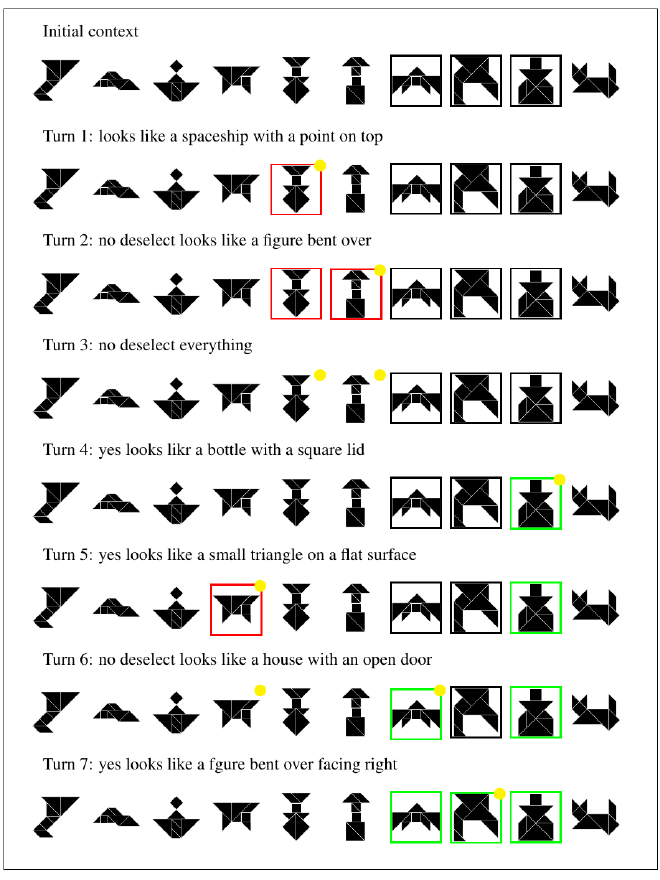 Initial context
Turn 1: looks like a spaceship with a point on top
Turn 2: no deselect looks like a figure bent over
Turn 3: no deselect everything
Turn 4: yes looks likr a bottle with a square lid
Turn 5: yes looks like a small triangle on a flat surface
Turn 6: no deselect looks like a house with an open door
Turn 7: yes looks like a fgure bent over facing right